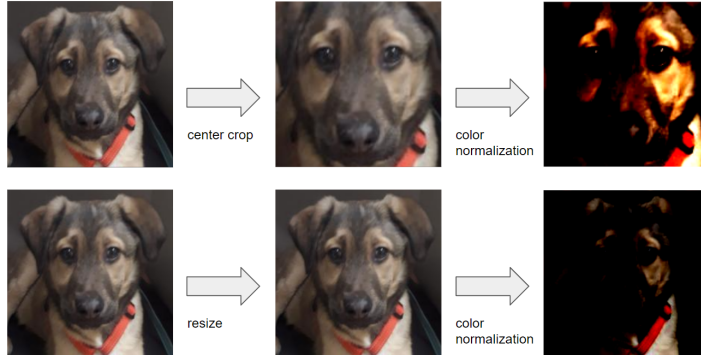 center crop
color
normalization
resize
color
normalization